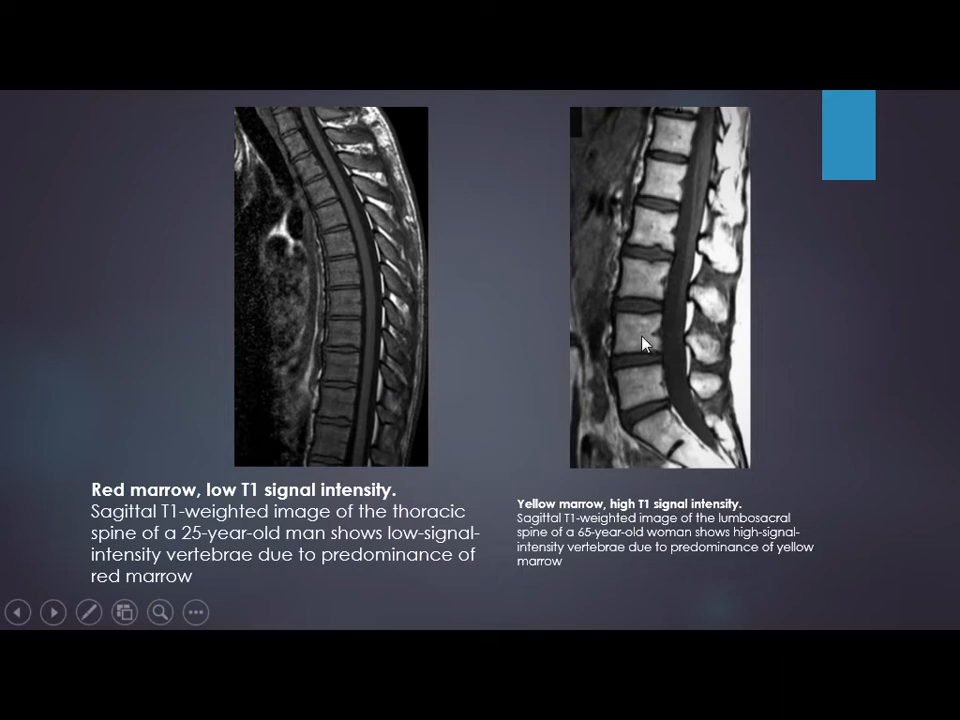 Red marrow, low T1 signal intensity.
Sagittal T1-weighted image of the thoracic
spine of a 25-year-old man shows low-signal-
intensity vertebrae due to predominance of
red marrow
Yellow marrow, high T1 signal intensity.
Sagittal T1-weighted image of the lumbosacral
spine of a 65-year-old woman shows high-signal-
intensity vertebrae due to predominance of yellow
marrow